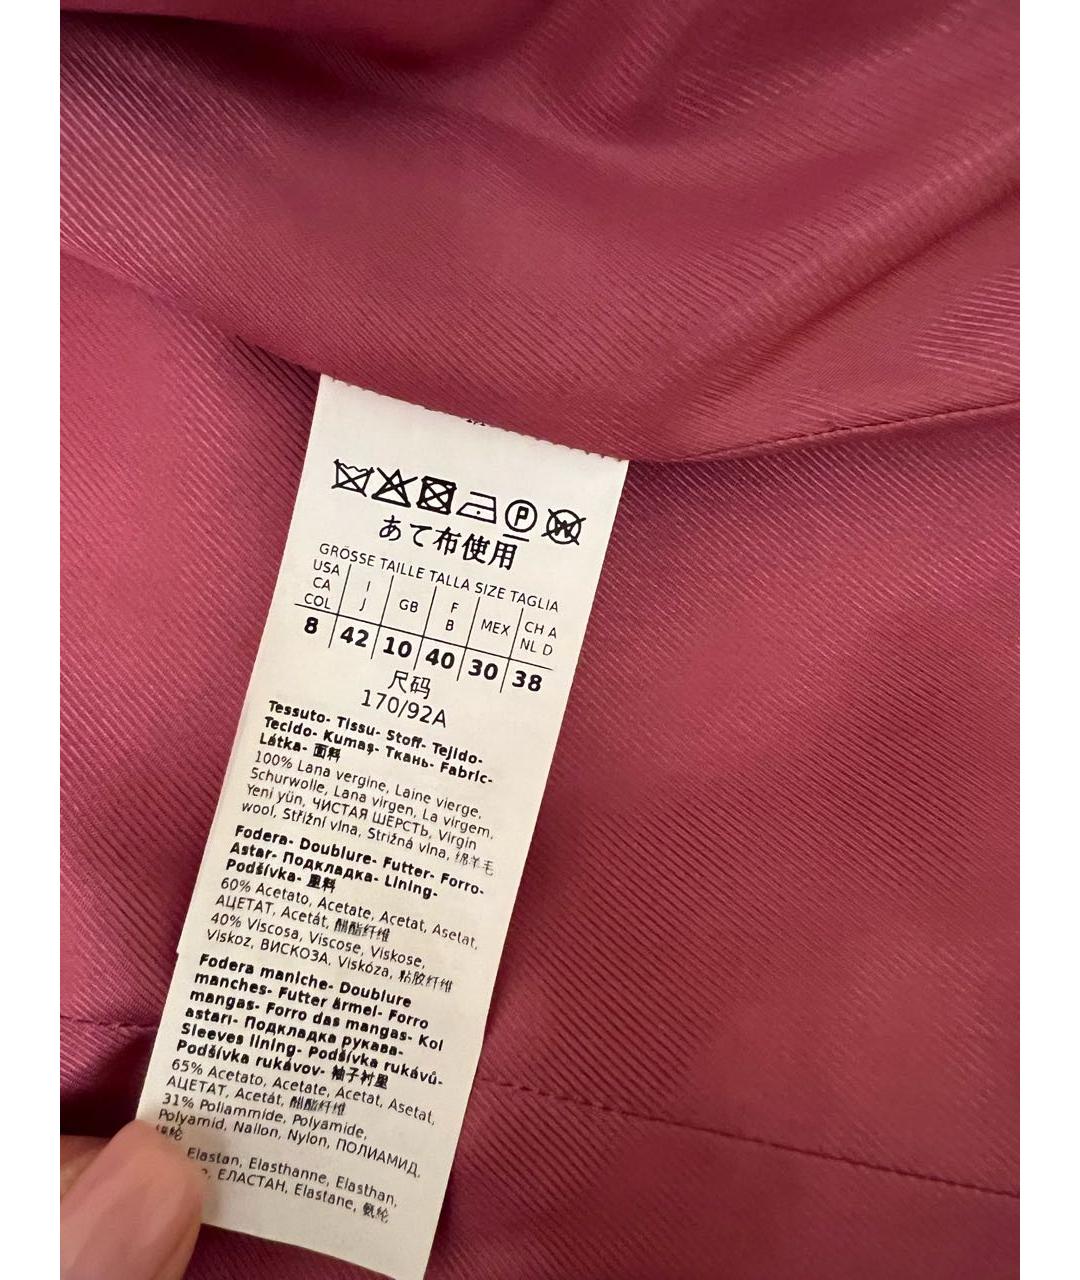 P W
あて布使用
GRÖSSE TAILLE TALLA SIZE TAGLIA
USA CA COL | I J | GB | F B | MEX | CH A NL D
8 | 42 | 10 | 40 | 30 | 38
尺码
170/92A
Tessuto- Tissu- Stoff- Tejido-
Tecido- Kumaş- Ткань- Fabric-
Látka- 面料
100% Lana vergine, Laine vierge,
Schurwolle, Lana virgen, La virgem,
Yeni yün, ЧИСТАЯ ШЕРСТЬ, Virgin
wool, Střižní vlna, Strižná vlna, 绵羊毛
Fodera- Doublure- Futter- Forro-
Astar- Подкладка- Lining-
Podšívka- 里料
60% Acetato, Acetate, Acetat, Asetat,
АЦЕТАТ, Acetát, 醋酯纤维
40% Viscosa, Viscose, Viskose,
Viskoz, ВИСКОЗА, Viskóza, 粘胶纤维
Fodera maniche- Doublure
manches- Futter ärmel- Forro
mangas- Forro das mangas- Kol
astarı- Подкладка рукава-
Sleeves lining- Podšívka rukávů-
Podšívka rukávov- 袖子衬里
65% Acetato, Acetate, Acetat, Asetat,
АЦЕТАТ, Acetát, 醋酯纤维
31% Poliammide, Polyamide,
Polyamid, Nailon, Nylon, ПОЛИАМИД,
锦纶
Elastan, Elasthanne, Elasthan,
ЕЛАСТАН, Elastane, 氨纶